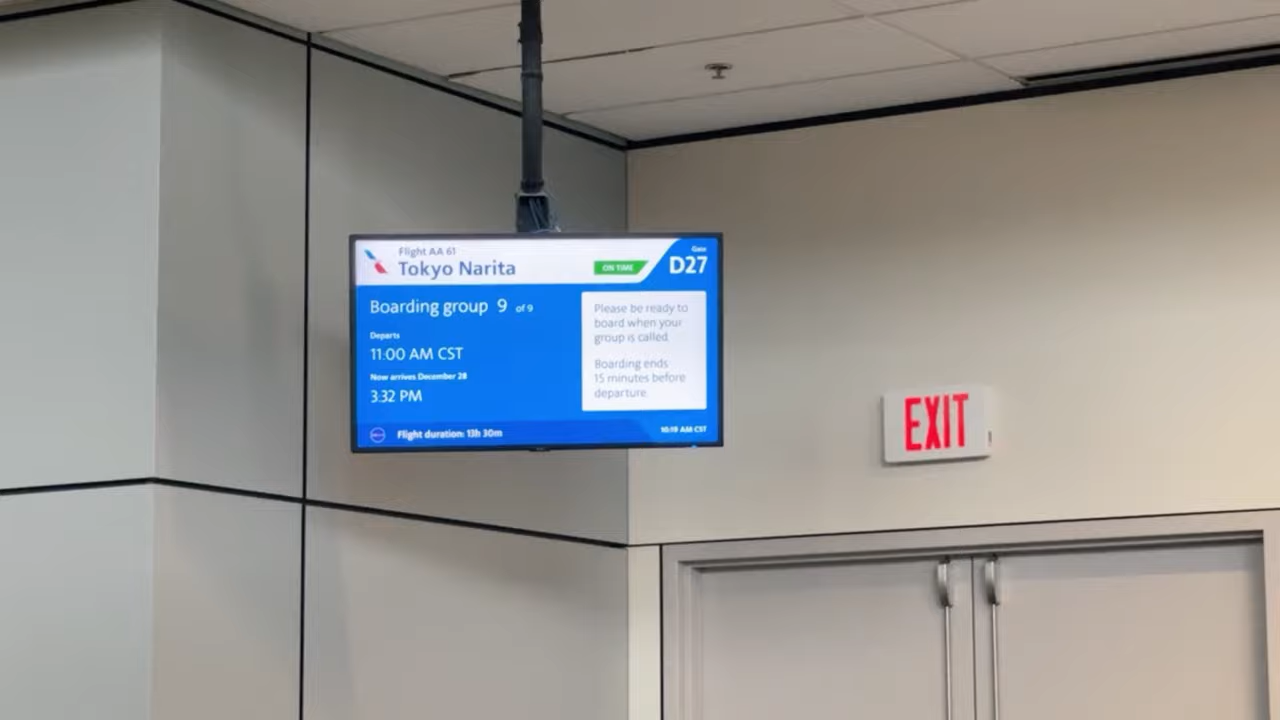 Flight AA 61
Tokyo Narita
ON TIME
Gate
D27
Boarding group 9 of 9
Departs
11:00 AM CST
Now arrives December 28
3:32 PM
Please be ready to
board when your
group is called.
Boarding ends
15 minutes before
departure.
Flight duration: 13h 30m
10:19 AM CST
EXIT